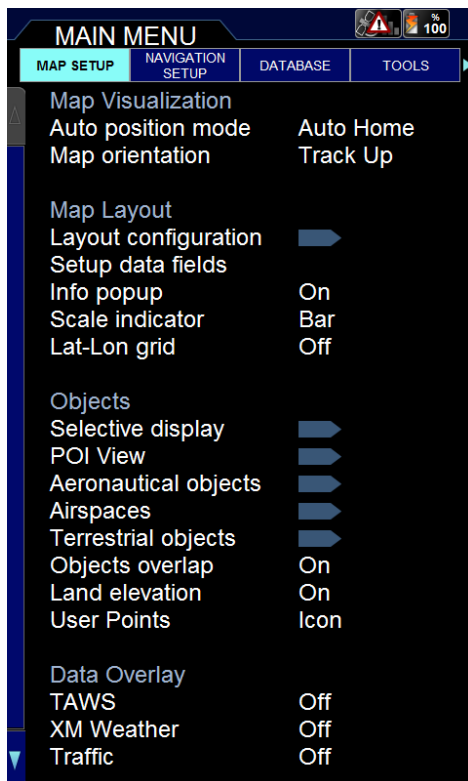 MAIN MENU
% 100
MAP SETUP NAVIGATION SETUP DATABASE TOOLS
Map Visualization
Auto position mode Auto Home
Map orientation Track Up
Map Layout
Layout configuration
Setup data fields
Info popup On
Scale indicator Bar
Lat-Lon grid Off
Objects
Selective display
POI View
Aeronautical objects
Airspaces
Terrestrial objects
Objects overlap On
Land elevation On
User Points Icon
Data Overlay
TAWS Off
XM Weather Off
Traffic Off